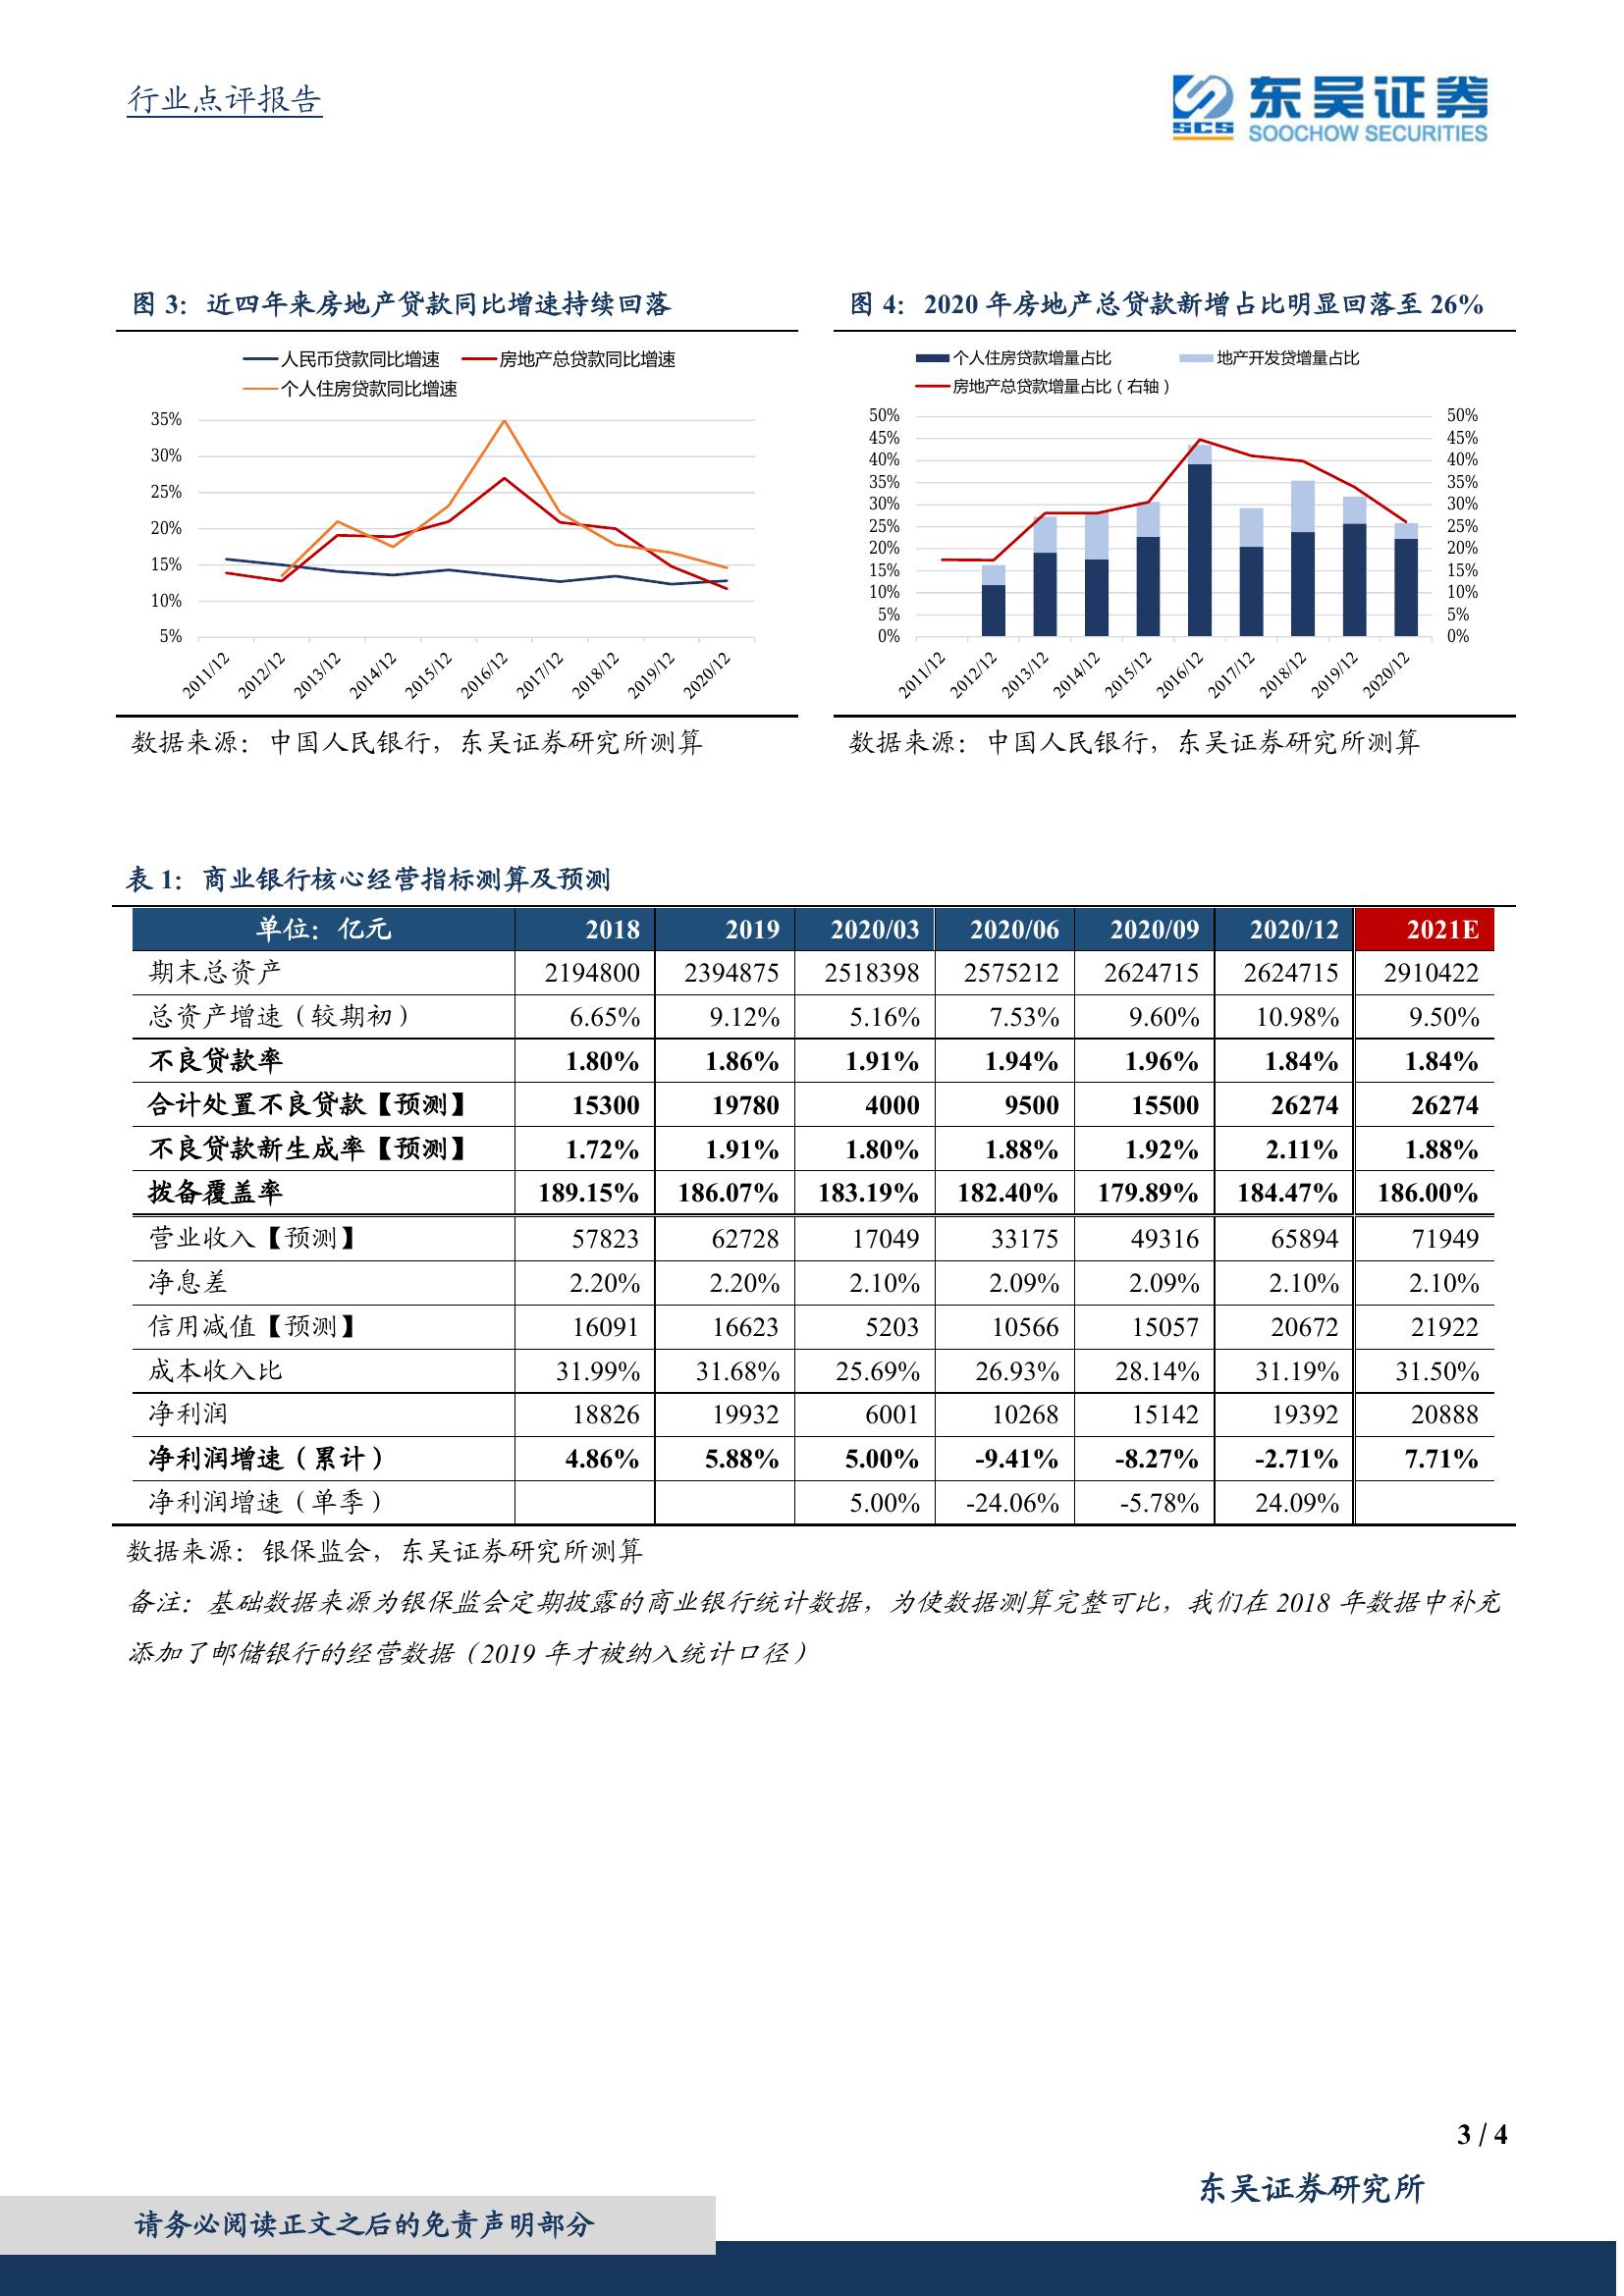 行业点评报告
东吴证券
SCS
SOOCHOW SECURITIES
图 3：近四年来房地产贷款同比增速持续回落
人民币贷款同比增速 房地产总贷款同比增速
个人住房贷款同比增速
35%
30%
25%
20%
15%
10%
5%
2011/12 2012/12 2013/12 2014/12 2015/12 2016/12 2017/12 2018/12 2019/12 2020/12
数据来源：中国人民银行，东吴证券研究所测算
图 4：2020 年房地产总贷款新增占比明显回落至 26%
个人住房贷款增量占比 地产开发贷增量占比
房地产总贷款增量占比（右轴）
50% 50%
45% 45%
40% 40%
35% 35%
30% 30%
25% 25%
20% 20%
15% 15%
10% 10%
5% 5%
0% 0%
2011/12 2012/12 2013/12 2014/12 2015/12 2016/12 2017/12 2018/12 2019/12 2020/12
数据来源：中国人民银行，东吴证券研究所测算
表 1：商业银行核心经营指标测算及预测
单位：亿元 2018 2019 2020/03 2020/06 2020/09 2020/12 2021E
期末总资产 2194800 2394875 2518398 2575212 2624715 2624715 2910422
总资产增速（较期初） 6.65% 9.12% 5.16% 7.53% 9.60% 10.98% 9.50%
不良贷款率 1.80% 1.86% 1.91% 1.94% 1.96% 1.84% 1.84%
合计处置不良贷款【预测】 15300 19780 4000 9500 15500 26274 26274
不良贷款新生成率【预测】 1.72% 1.91% 1.80% 1.88% 1.92% 2.11% 1.88%
拨备覆盖率 189.15% 186.07% 183.19% 182.40% 179.89% 184.47% 186.00%
营业收入【预测】 57823 62728 17049 33175 49316 65894 71949
净息差 2.20% 2.20% 2.10% 2.09% 2.09% 2.10% 2.10%
信用减值【预测】 16091 16623 5203 10566 15057 20672 21922
成本收入比 31.99% 31.68% 25.69% 26.93% 28.14% 31.19% 31.50%
净利润 18826 19932 6001 10268 15142 19392 20888
净利润增速（累计） 4.86% 5.88% 5.00% -9.41% -8.27% -2.71% 7.71%
净利润增速（单季） 5.00% -24.06% -5.78% 24.09%
数据来源：银保监会，东吴证券研究所测算
备注：基础数据来源为银保监会定期披露的商业银行统计数据，为使数据测算完整可比，我们在 2018 年数据中补充
添加了邮储银行的经营数据（2019 年才被纳入统计口径）
3 / 4
东吴证券研究所
请务必阅读正文之后的免责声明部分